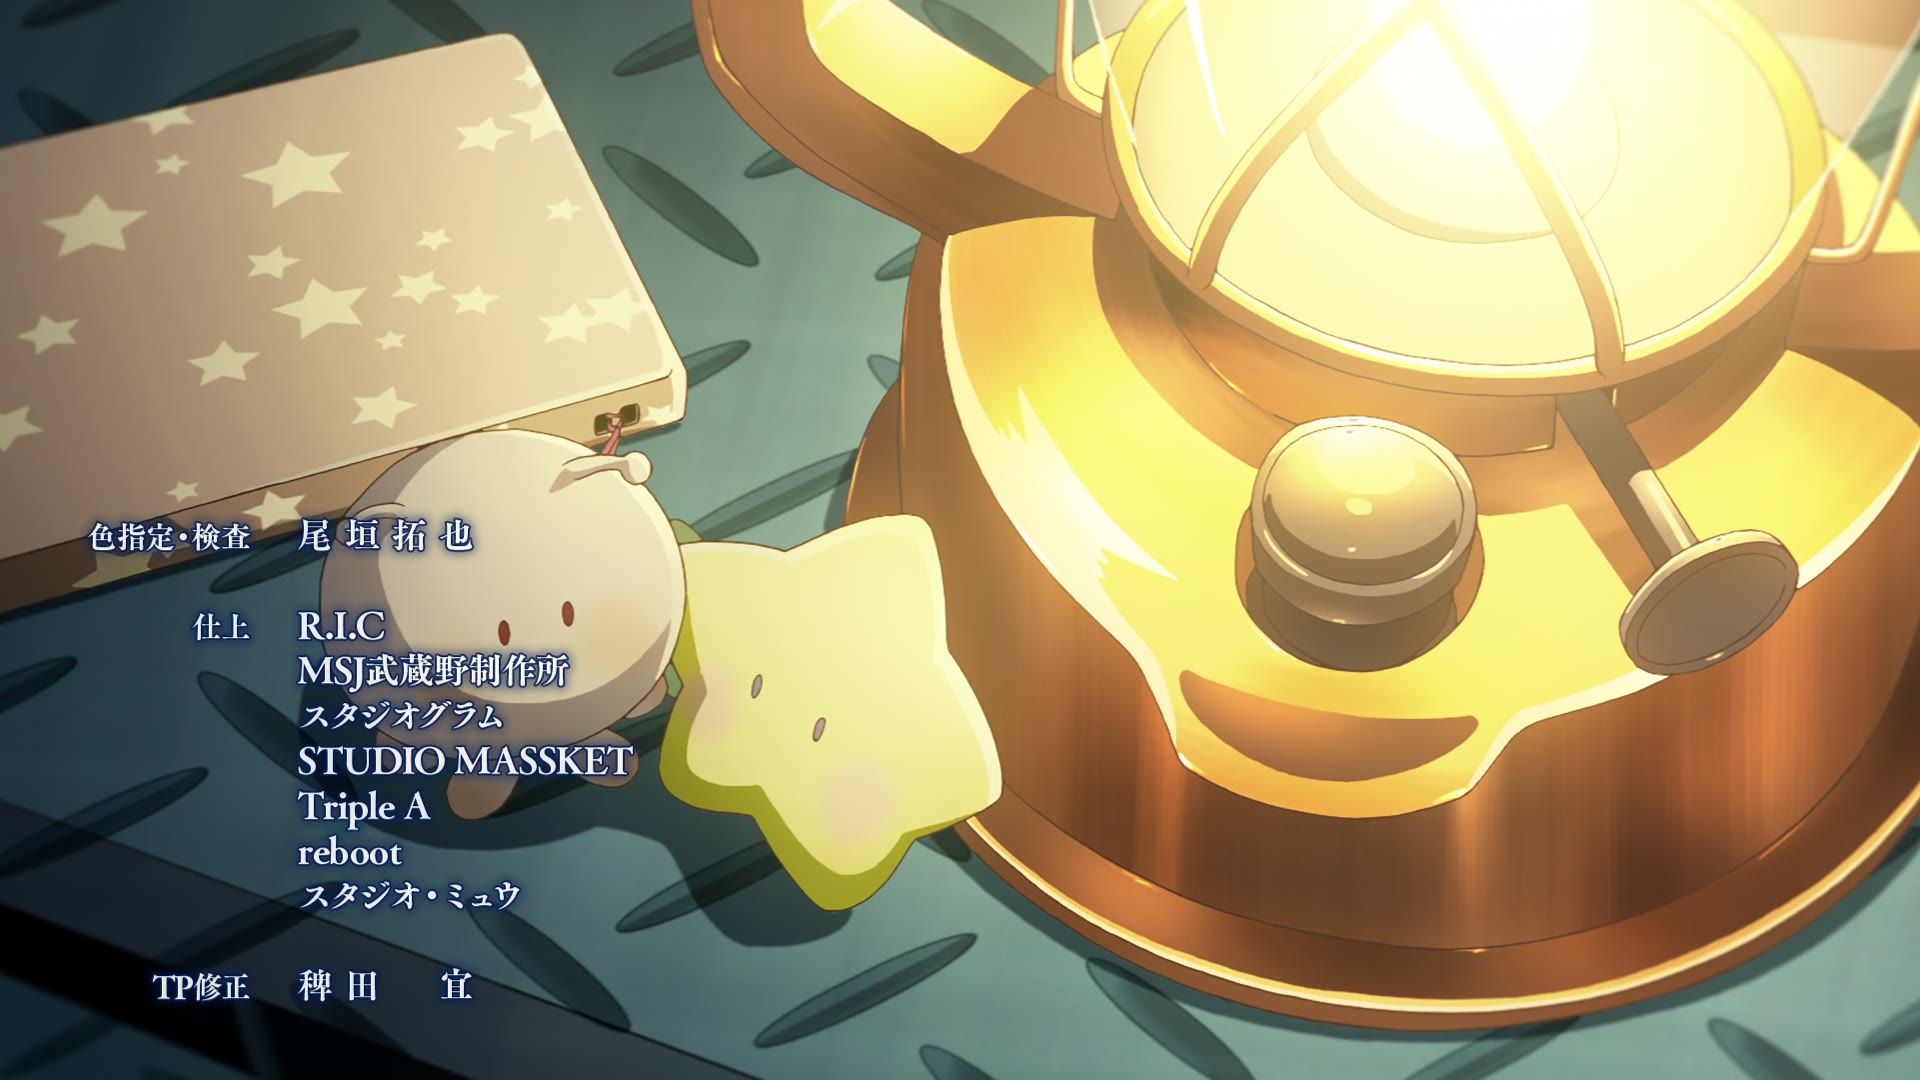 色指定・検査 尾垣拓也
仕上 R.I.C
MSJ武蔵野制作所
スタジオグラム
STUDIO MASSKET
Triple A
reboot
スタジオ・ミュウ
TP修正 稗田 宜